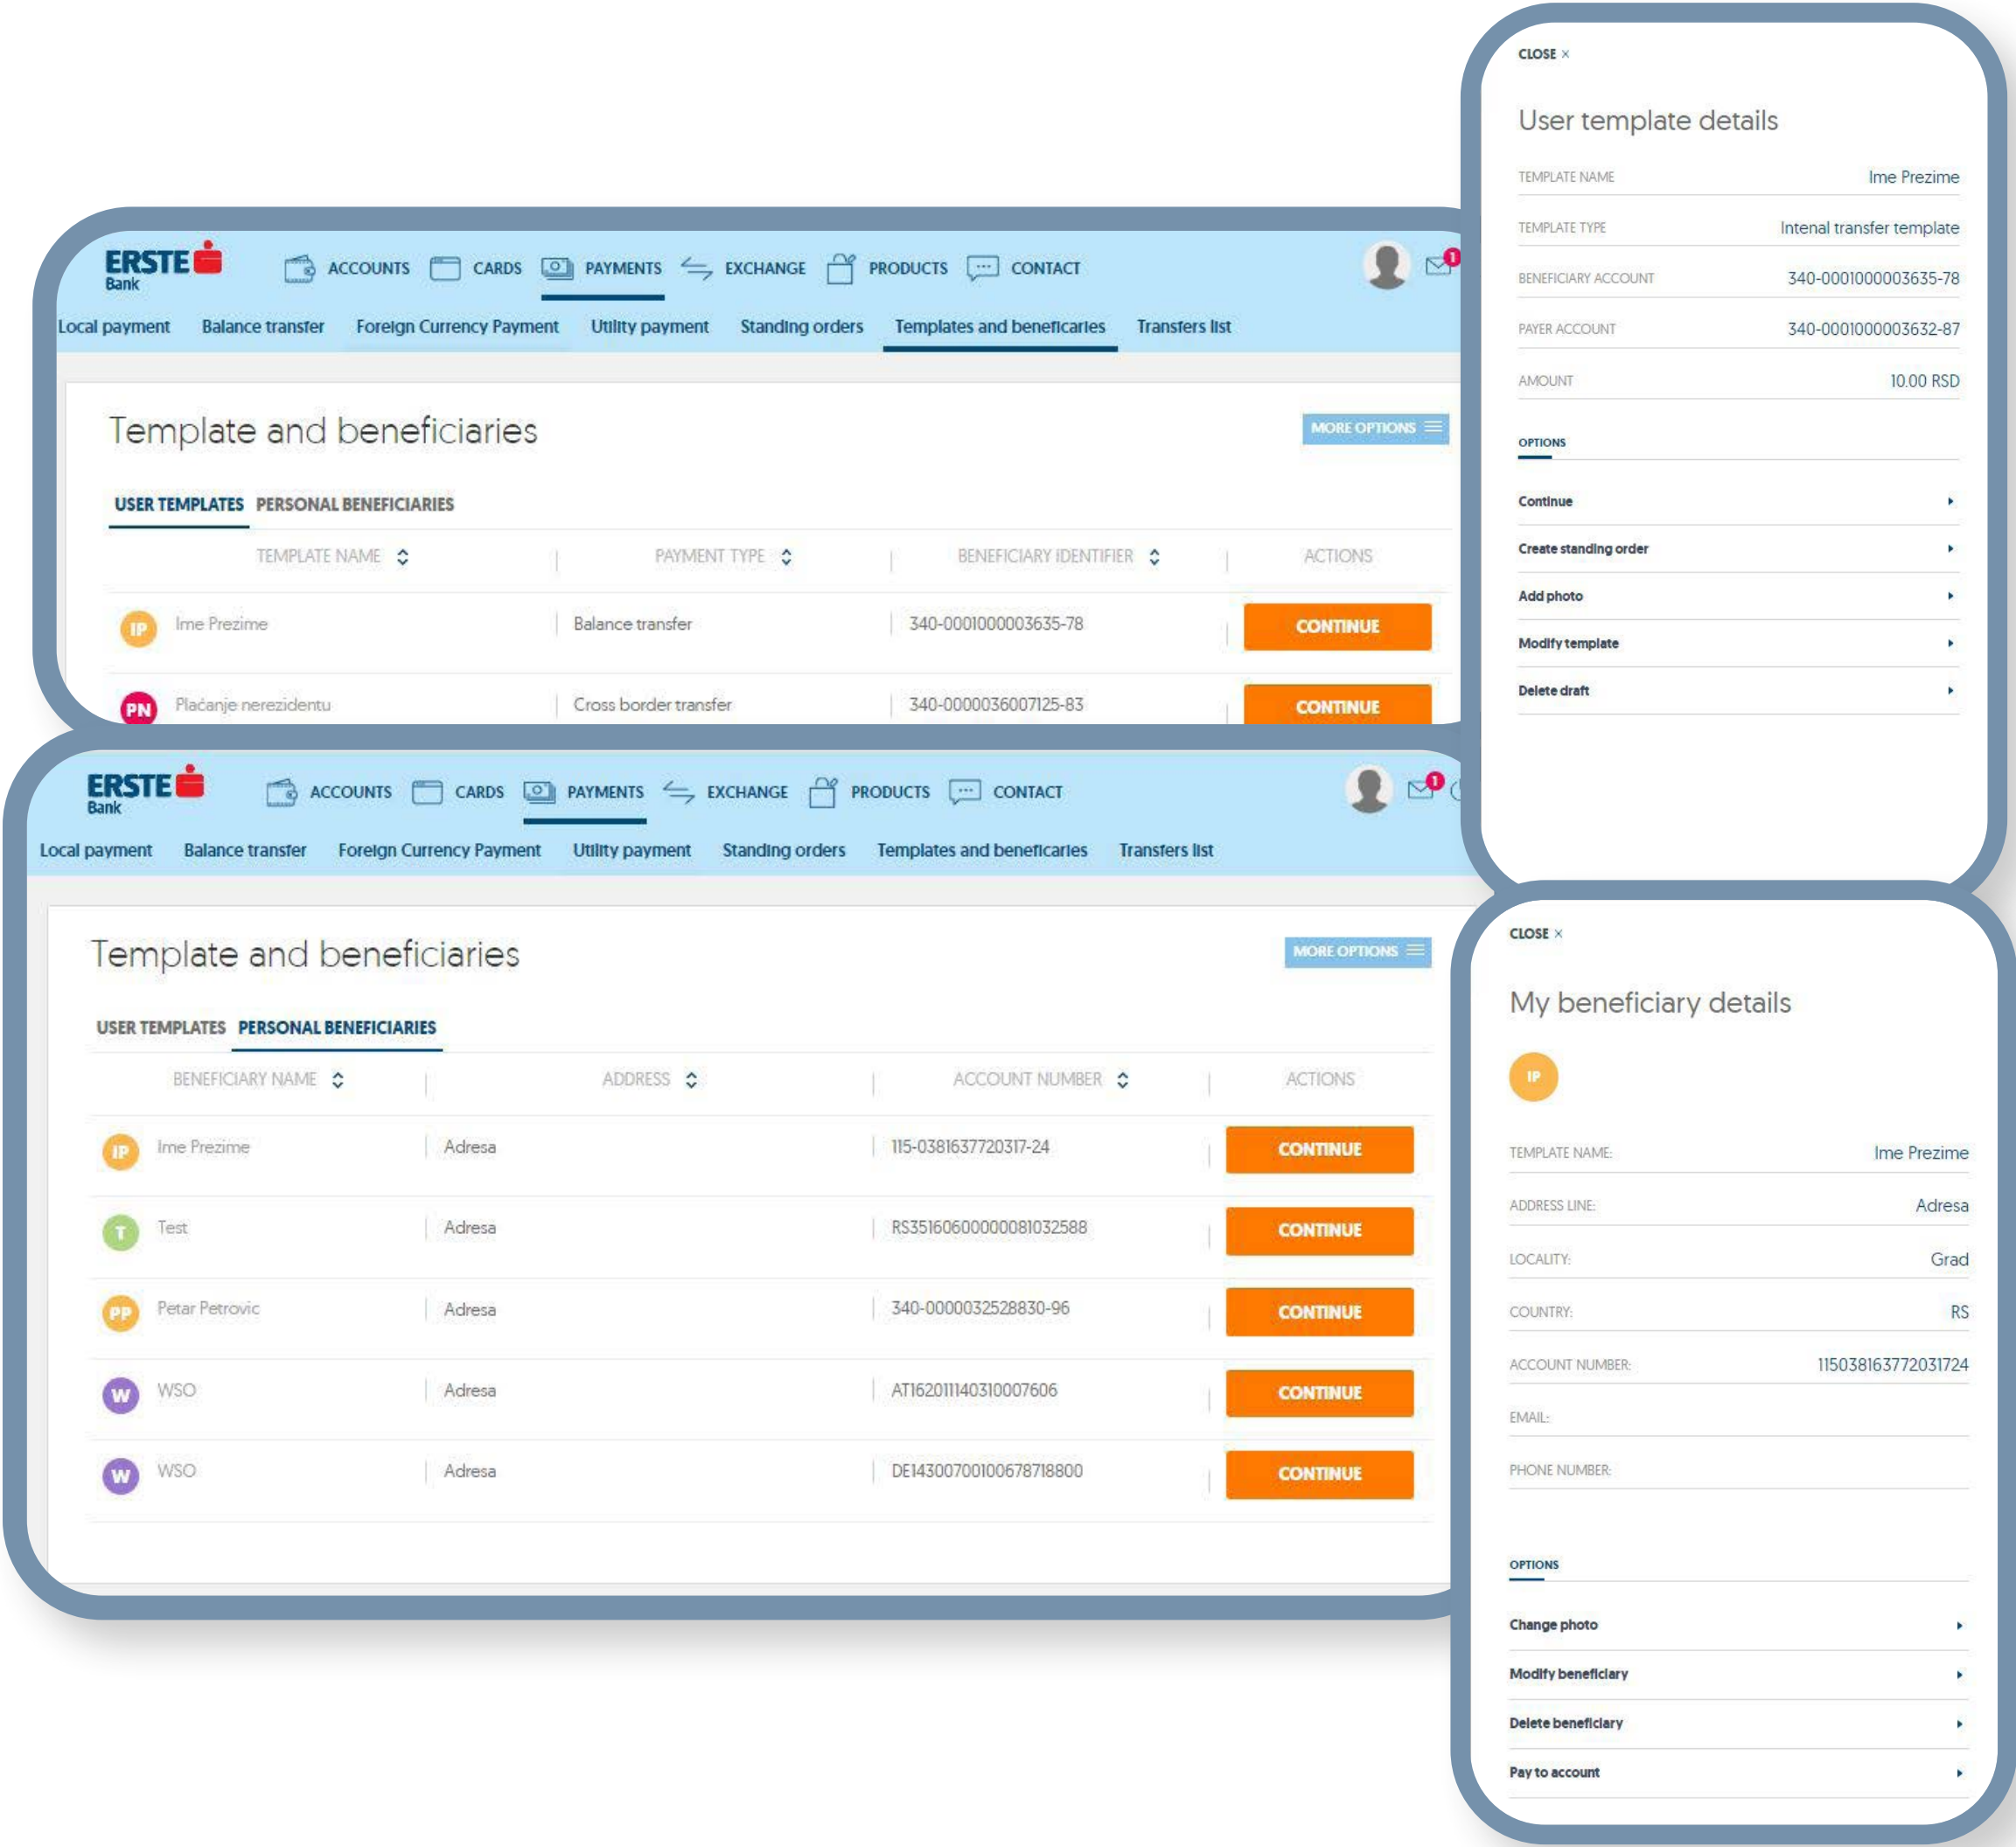 ERSTE
Bank
ACCOUNTS CARDS PAYMENTS EXCHANGE PRODUCTS CONTACT 1
Local payment Balance transfer Foreign Currency Payment Utility payment Standing orders Templates and beneficaries Transfers list
Template and beneficiaries
MORE OPTIONS
USER TEMPLATES PERSONAL BENEFICIARIES
TEMPLATE NAME PAYMENT TYPE BENEFICIARY IDENTIFIER ACTIONS
IP Ime Prezime Balance transfer 340-0001000003635-78 CONTINUE
PN Plaćanje nerezidentu Cross border transfer 340-0000036007125-83 CONTINUE
CLOSE ×
User template details
TEMPLATE NAME Ime Prezime
TEMPLATE TYPE Intenal transfer template
BENEFICIARY ACCOUNT 340-0001000003635-78
PAYER ACCOUNT 340-0001000003632-87
AMOUNT 10.00 RSD
OPTIONS
Continue
Create standing order
Add photo
Modify template
Delete draft
ERSTE
Bank
ACCOUNTS CARDS PAYMENTS EXCHANGE PRODUCTS CONTACT 1
Local payment Balance transfer Foreign Currency Payment Utility payment Standing orders Templates and beneficaries Transfers list
Template and beneficiaries
MORE OPTIONS
USER TEMPLATES PERSONAL BENEFICIARIES
BENEFICIARY NAME ADDRESS ACCOUNT NUMBER ACTIONS
IP Ime Prezime Adresa 115-0381637720317-24 CONTINUE
T Test Adresa RS35160600000081032588 CONTINUE
PP Petar Petrovic Adresa 340-0000032528830-96 CONTINUE
W WSO Adresa AT162011140310007606 CONTINUE
W WSO Adresa DE14300700100678718800 CONTINUE
CLOSE ×
My beneficiary details
IP
TEMPLATE NAME: Ime Prezime
ADDRESS LINE: Adresa
LOCALITY: Grad
COUNTRY: RS
ACCOUNT NUMBER: 115038163772031724
EMAIL:
PHONE NUMBER:
OPTIONS
Change photo
Modify beneficiary
Delete beneficiary
Pay to account